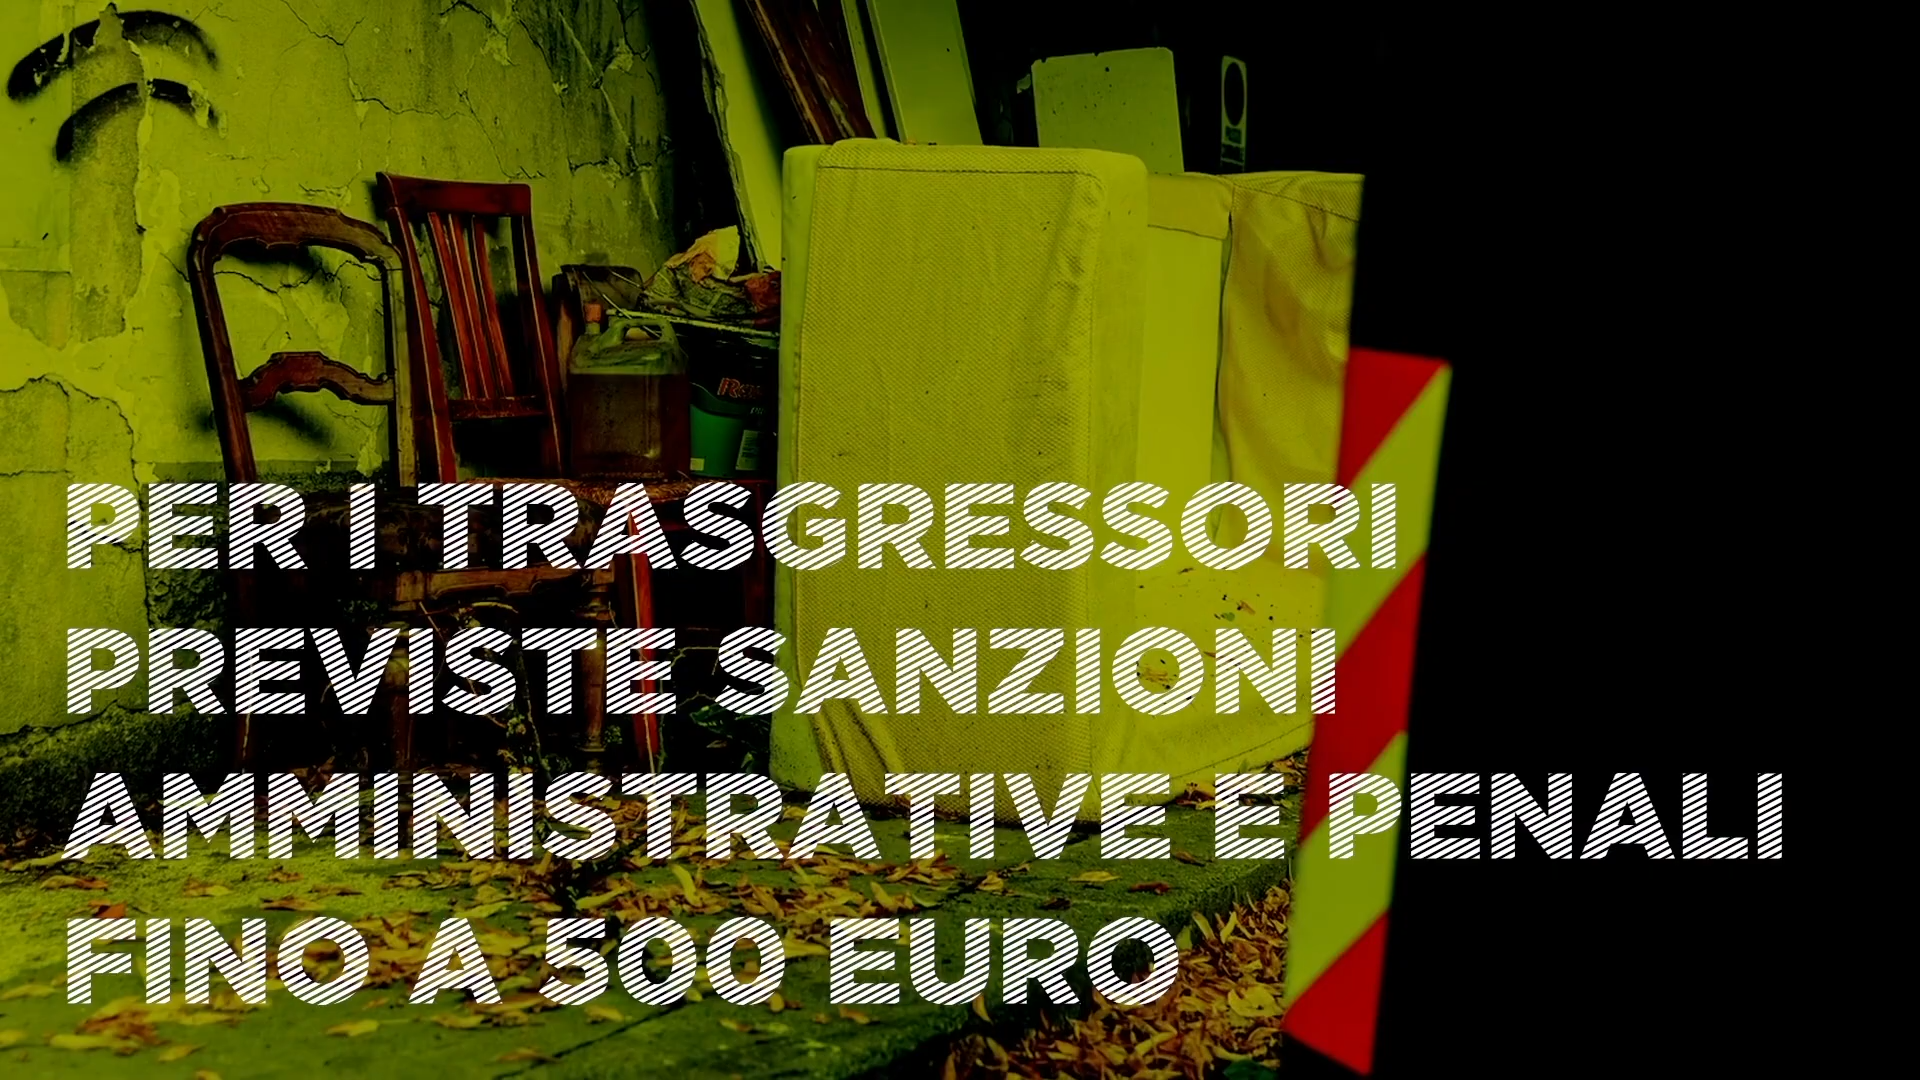 PER I TRASGRESSORI
PREVISTE SANZIONI
AMMINISTRATIVE E PENALI
FINO A 500 EURO